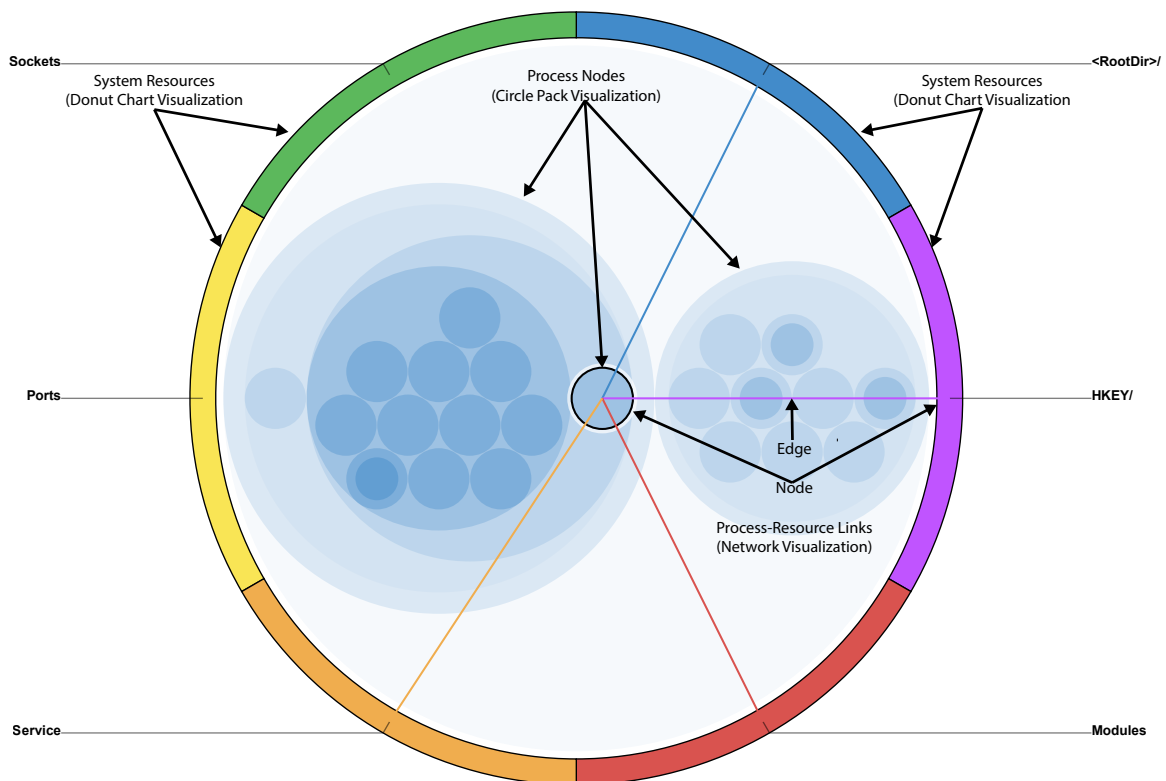 Sockets
<RootDir>/
System Resources
(Donut Chart Visualization
Process Nodes
(Circle Pack Visualization)
System Resources
(Donut Chart Visualization
Ports
HKEY/
Edge
Node
Process-Resource Links
(Network Visualization)
Service
Modules